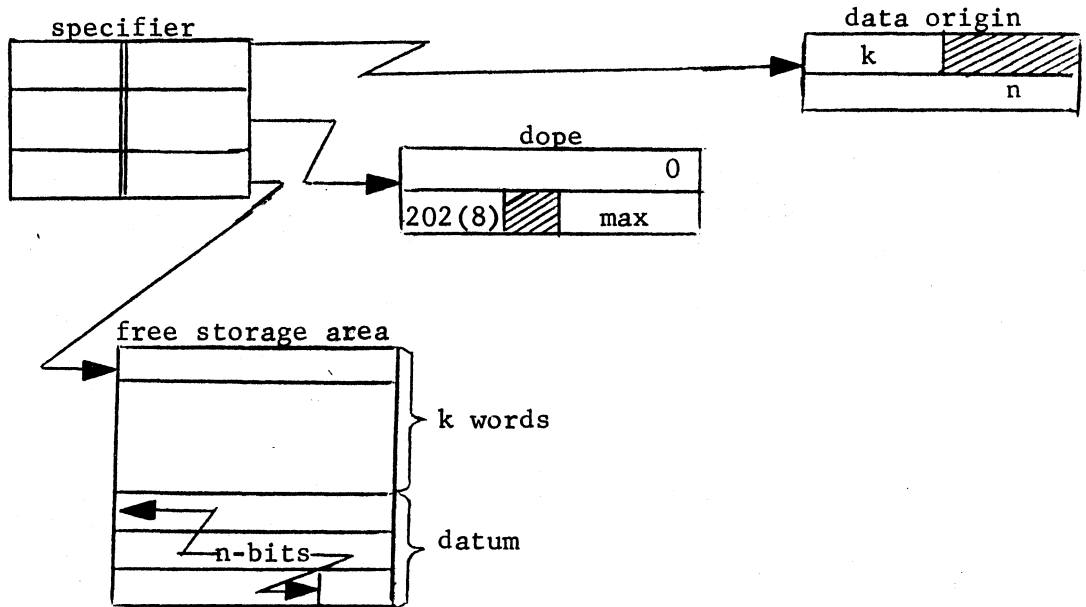 specifier
data origin
k
n
dope
0
202(8)
max
free storage area
k words
n-bits
datum